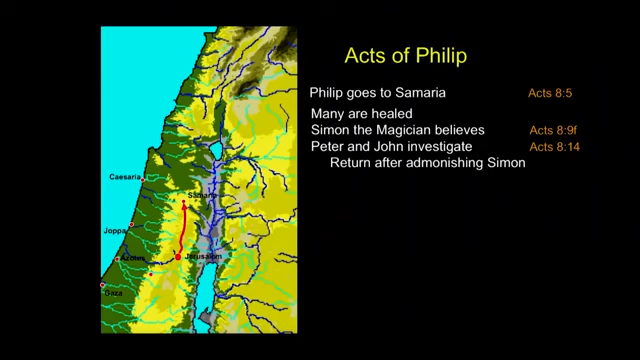 Acts of Philip
Philip goes to Samaria Acts 8:5
Many are healed
Simon the Magician believes Acts 8:9f
Peter and John investigate Acts 8:14
Return after admonishing Simon
Caesaria
Samaria
Joppa
Azotus
Jerusalem
Gaza